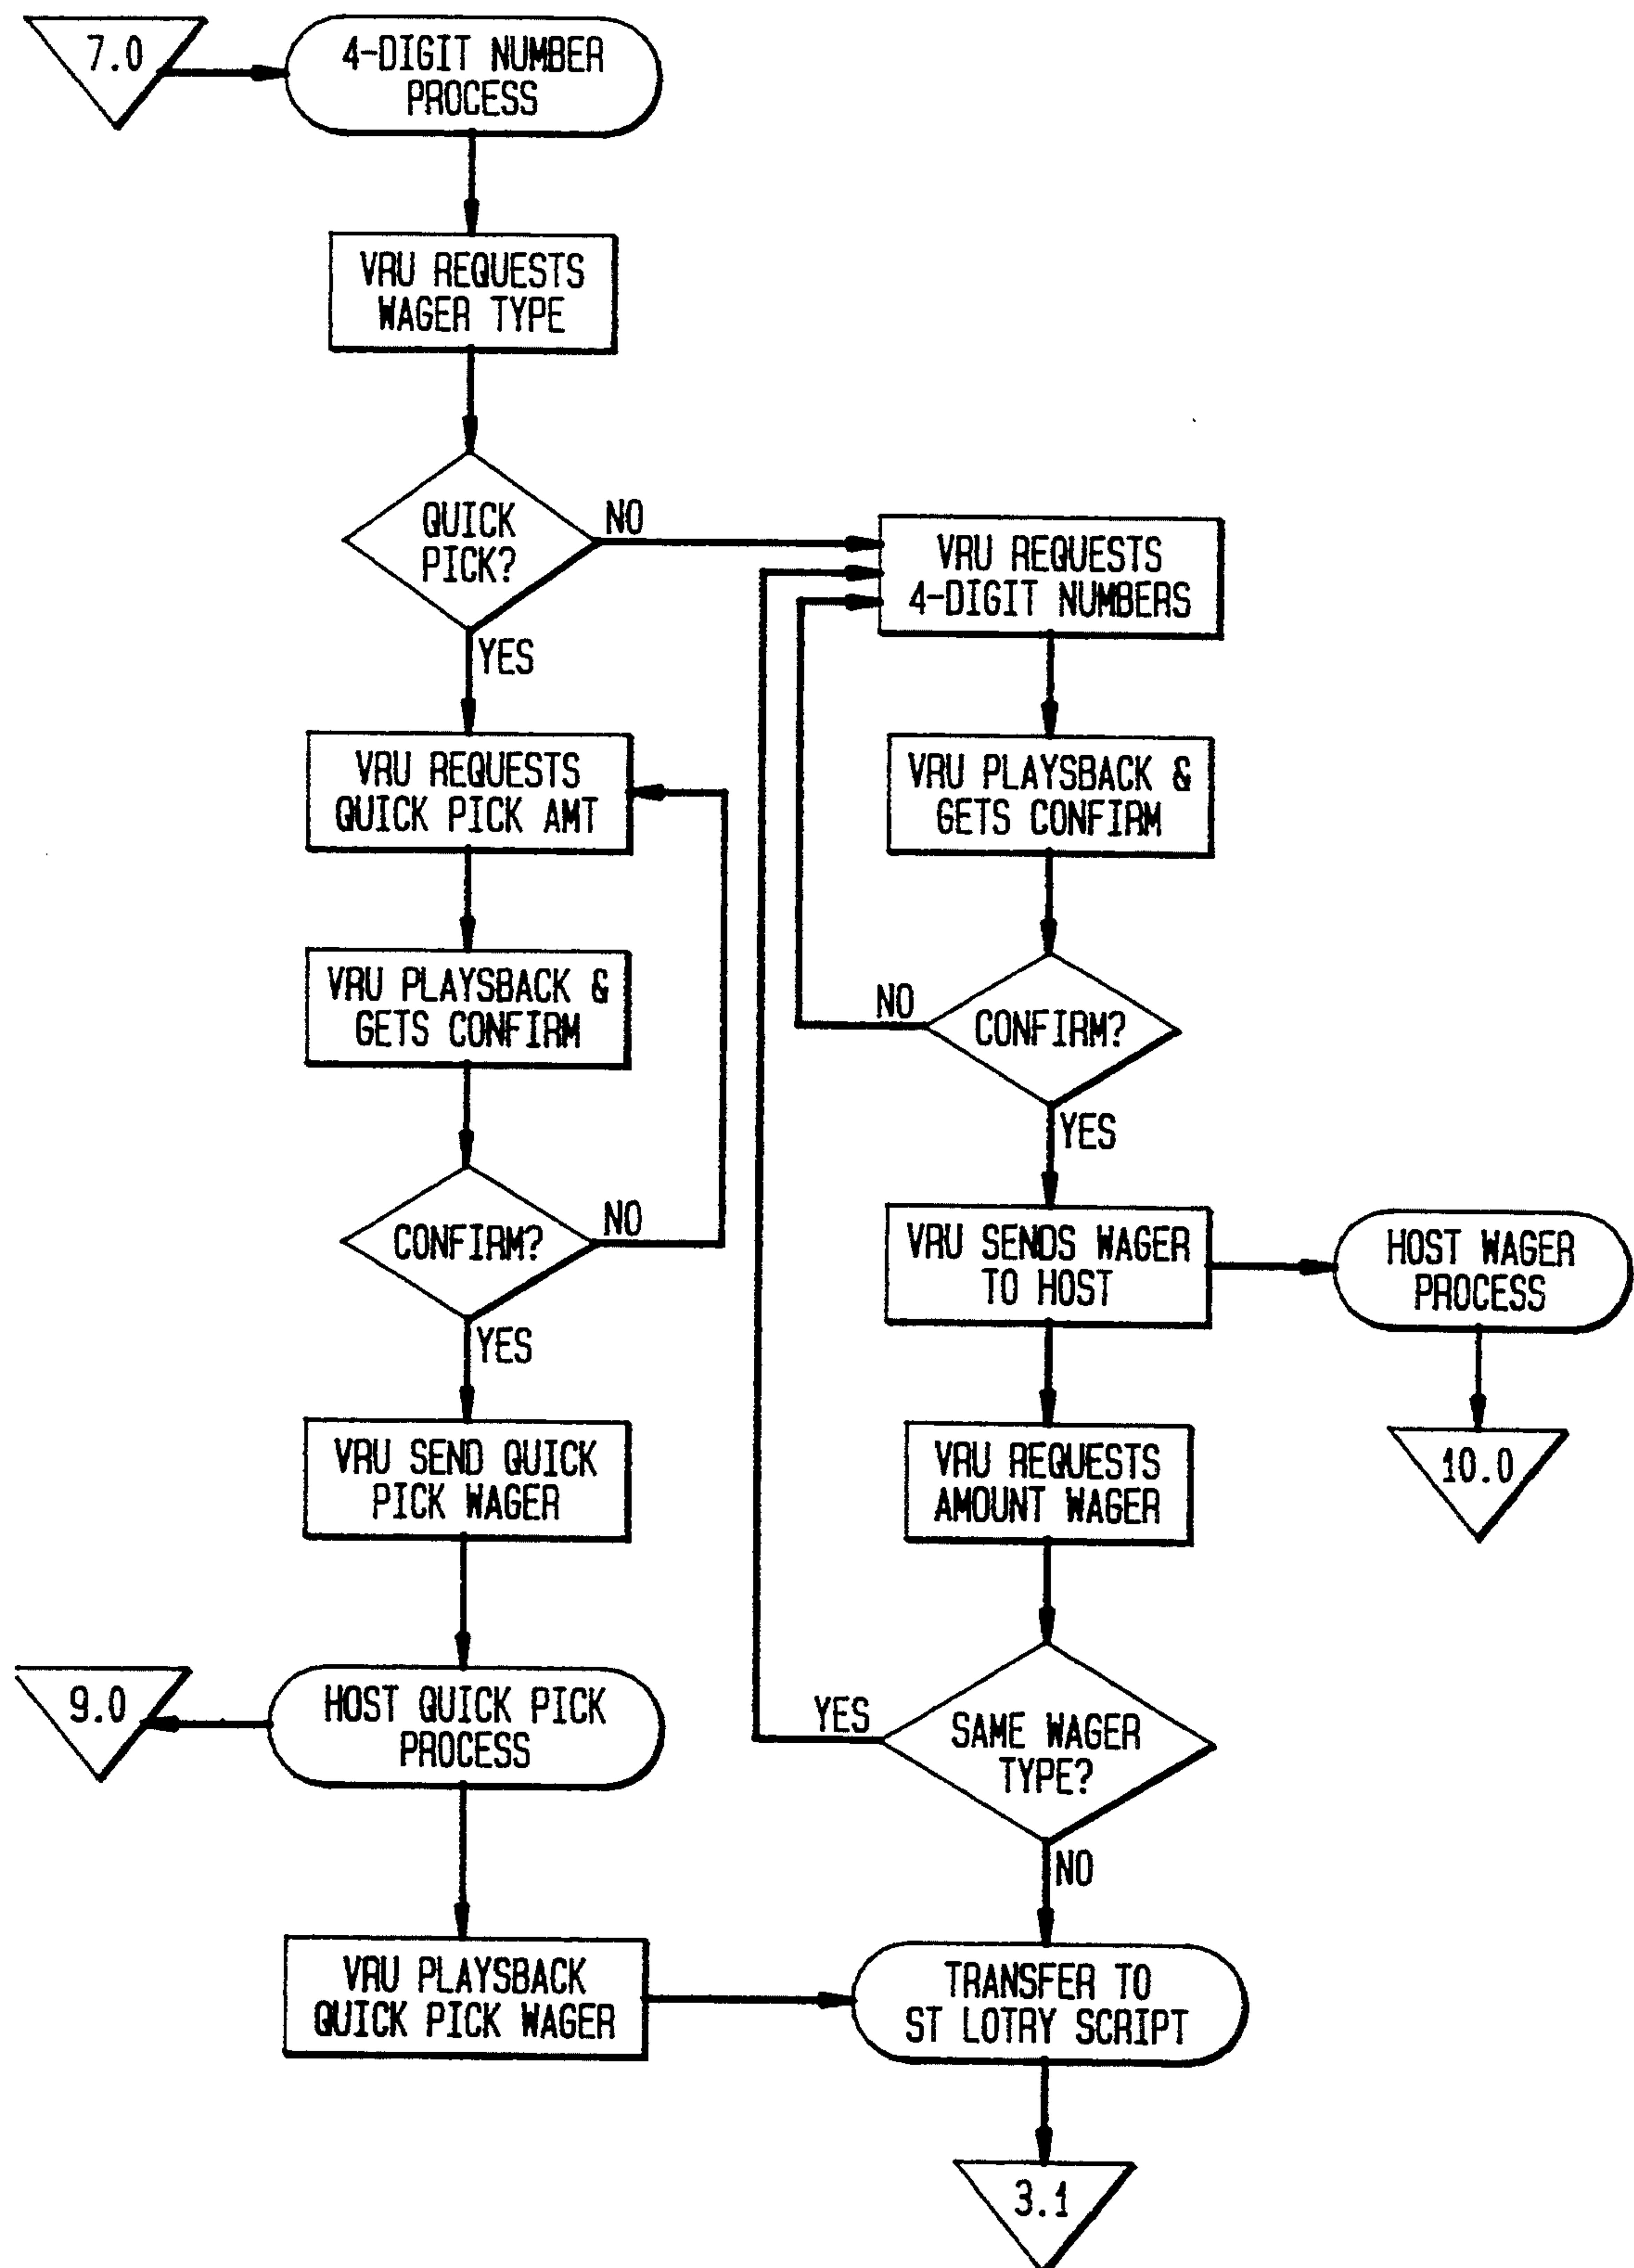 7.0
4-DIGIT NUMBER
PROCESS
VRU REQUESTS
WAGER TYPE
QUICK
PICK?
NO
YES
VRU REQUESTS
4-DIGIT NUMBERS
VRU REQUESTS
QUICK PICK AMT
VRU PLAYSBACK &
GETS CONFIRM
VRU PLAYSBACK &
GETS CONFIRM
CONFIRM?
NO
YES
CONFIRM?
NO
YES
VRU SENDS WAGER
TO HOST
HOST WAGER
PROCESS
10.0
VRU SEND QUICK
PICK WAGER
VRU REQUESTS
AMOUNT WAGER
9.0
HOST QUICK PICK
PROCESS
YES
SAME WAGER
TYPE?
NO
VRU PLAYSBACK
QUICK PICK WAGER
TRANSFER TO
ST LOTRY SCRIPT
3.1